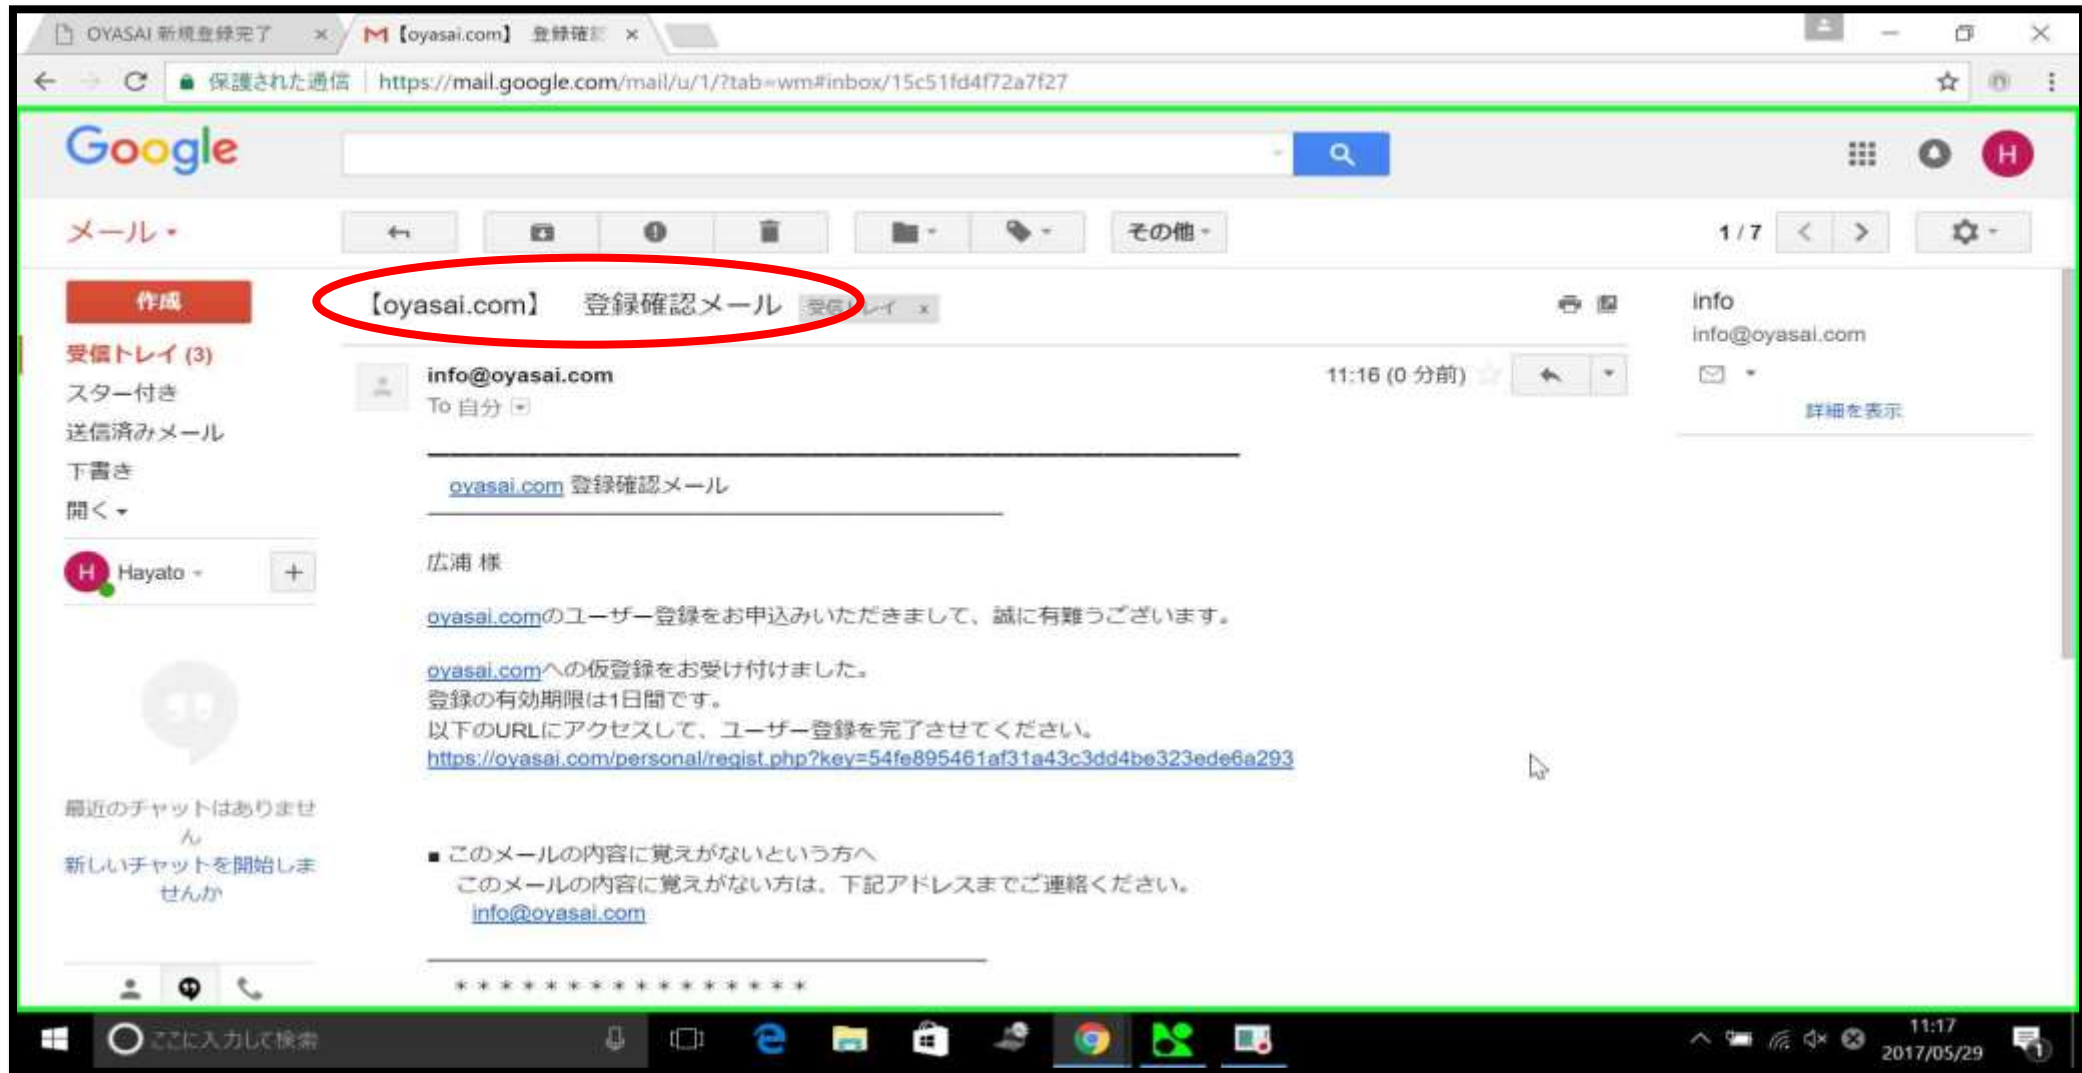 OYASAI 新規登録完了
【oyasai.com】 登録確認
保護された通信 https://mail.google.com/mail/u/1/?tab=wm#inbox/15c51fd4f72a7f27
Google
H
メール
その他
1 / 7
作成
【oyasai.com】 登録確認メール 受信トレイ x
info
info@oyasai.com
受信トレイ (3)
スター付き
送信済みメール
下書き
開く
info@oyasai.com
11:16 (0 分前)
To 自分
詳細を表示
oyasai.com 登録確認メール
H Hayato
広浦 様
oyasai.comのユーザー登録をお申込みいただきまして、誠に有難うございます。
oyasai.comへの仮登録をお受け付けました。
登録の有効期限は1日間です。
以下のURLにアクセスして、ユーザー登録を完了させてください。
https://oyasai.com/personal/regist.php?key=54fe895461af31a43c3dd4be323ede6a293
最近のチャットはありませ
ん
新しいチャットを開始しま
せんか
■ このメールの内容に覚えがないという方へ
このメールの内容に覚えがない方は、下記アドレスまでご連絡ください。
info@oyasai.com
* * * * * * * * * * * * * * * *
ここに入力して検索
11:17
2017/05/29
1